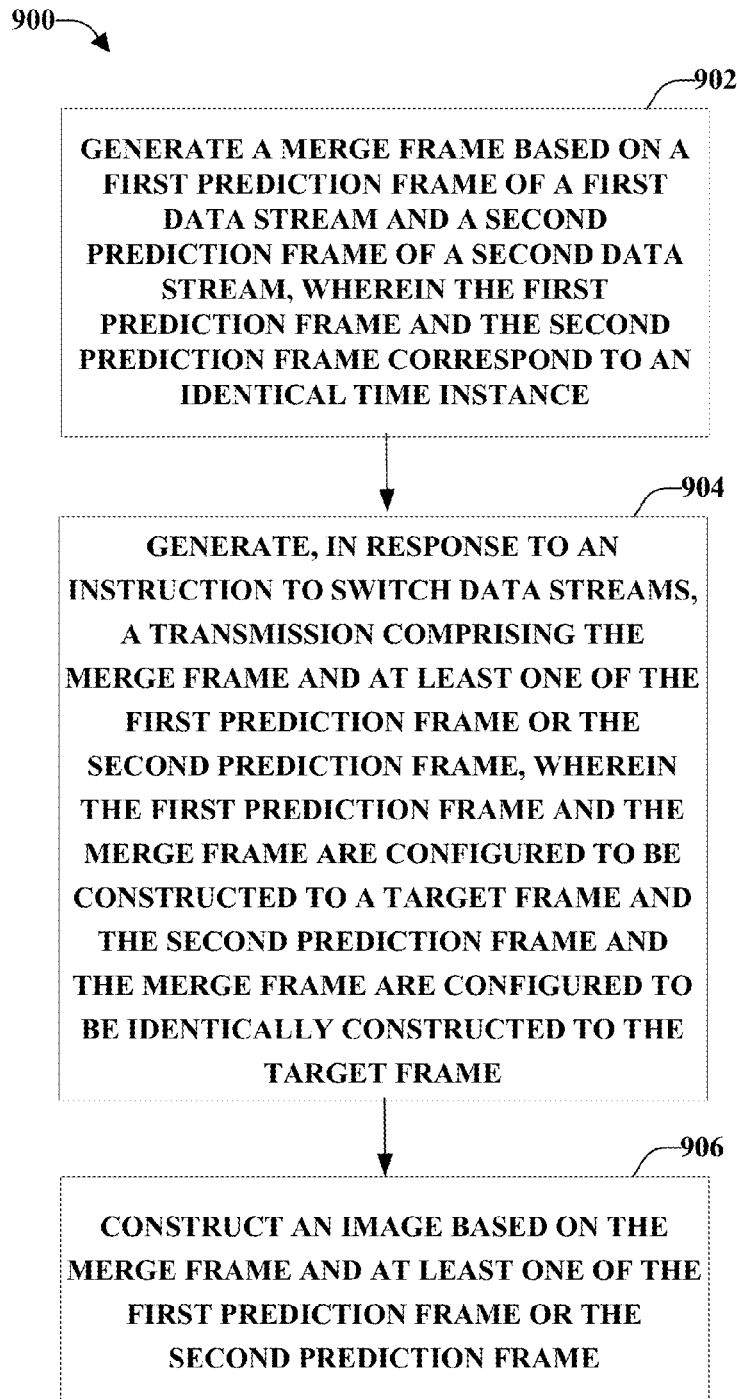 900
902
GENERATE A MERGE FRAME BASED ON A
FIRST PREDICTION FRAME OF A FIRST
DATA STREAM AND A SECOND
PREDICTION FRAME OF A SECOND DATA
STREAM, WHEREIN THE FIRST
PREDICTION FRAME AND THE SECOND
PREDICTION FRAME CORRESPOND TO AN
IDENTICAL TIME INSTANCE
904
GENERATE, IN RESPONSE TO AN
INSTRUCTION TO SWITCH DATA STREAMS,
A TRANSMISSION COMPRISING THE
MERGE FRAME AND AT LEAST ONE OF THE
FIRST PREDICTION FRAME OR THE
SECOND PREDICTION FRAME, WHEREIN
THE FIRST PREDICTION FRAME AND THE
MERGE FRAME ARE CONFIGURED TO BE
CONSTRUCTED TO A TARGET FRAME AND
THE SECOND PREDICTION FRAME AND
THE MERGE FRAME ARE CONFIGURED TO
BE IDENTICALLY CONSTRUCTED TO THE
TARGET FRAME
906
CONSTRUCT AN IMAGE BASED ON THE
MERGE FRAME AND AT LEAST ONE OF THE
FIRST PREDICTION FRAME OR THE
SECOND PREDICTION FRAME